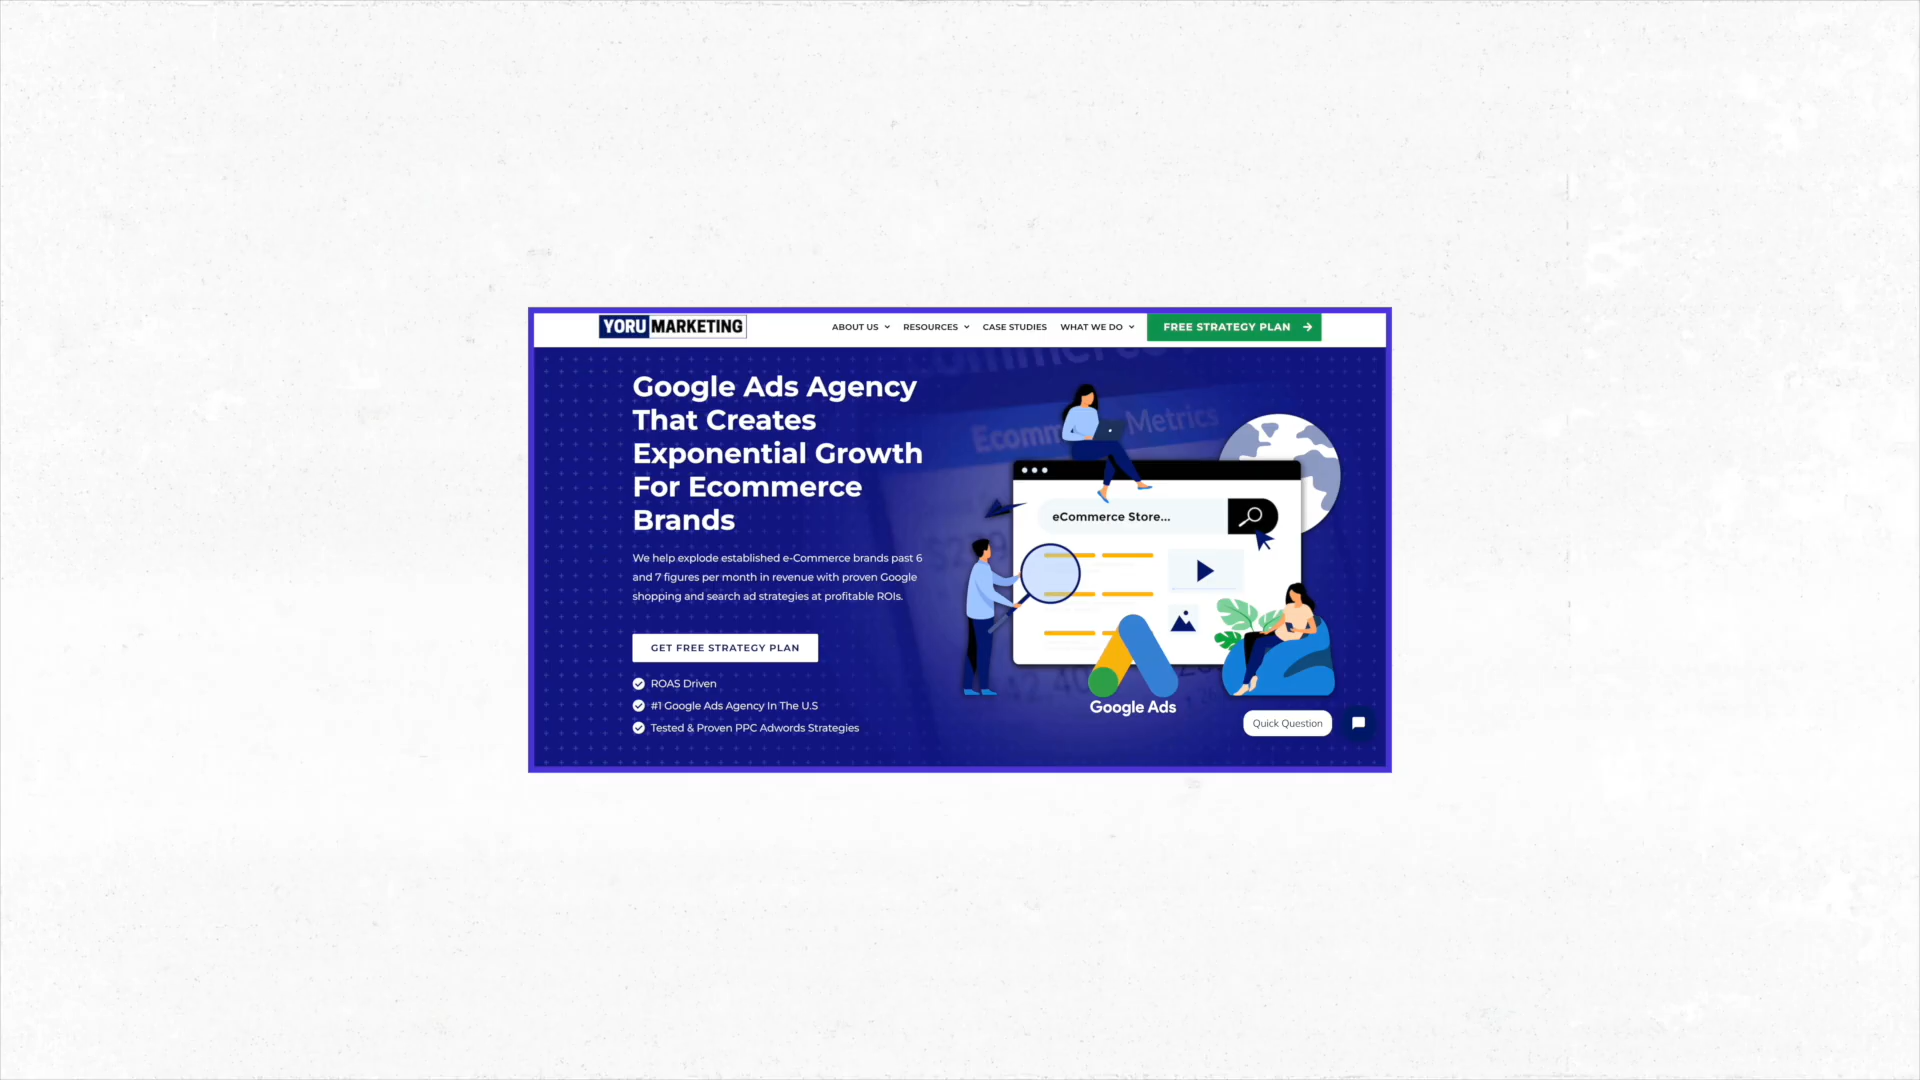 YORU MARKETING
ABOUT US
RESOURCES
CASE STUDIES
WHAT WE DO
FREE STRATEGY PLAN
Google Ads Agency
That Creates
Exponential Growth
For Ecommerce
Brands
We help explode established e-Commerce brands past 6
and 7 figures per month in revenue with proven Google
shopping and search ad strategies at profitable ROIs.
GET FREE STRATEGY PLAN
ROAS Driven
#1 Google Ads Agency In The U.S
Tested & Proven PPC Adwords Strategies
Metrics
eCommerce Store...
Google Ads
Quick Question